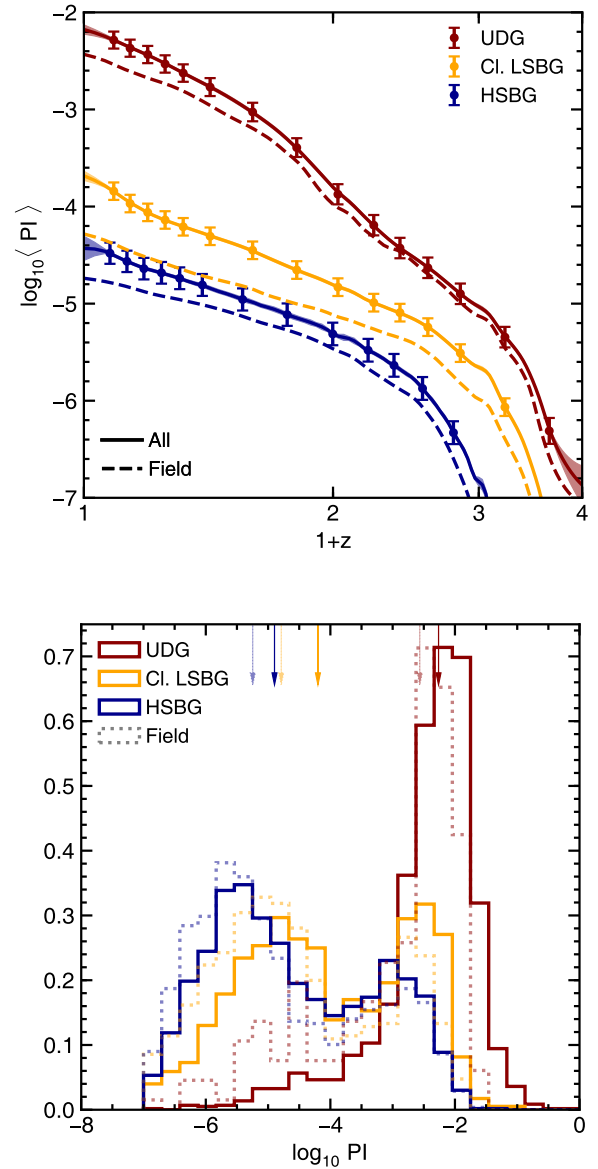 −2
−3
−4
−5
−6
−7
log₁₀⟨ PI ⟩
UDG
Cl. LSBG
HSBG
All
Field
1
2
3
4
1+z
0.7
0.6
0.5
0.4
0.3
0.2
0.1
0.0
UDG
Cl. LSBG
HSBG
Field
−8
−6
−4
−2
0
log₁₀ PI